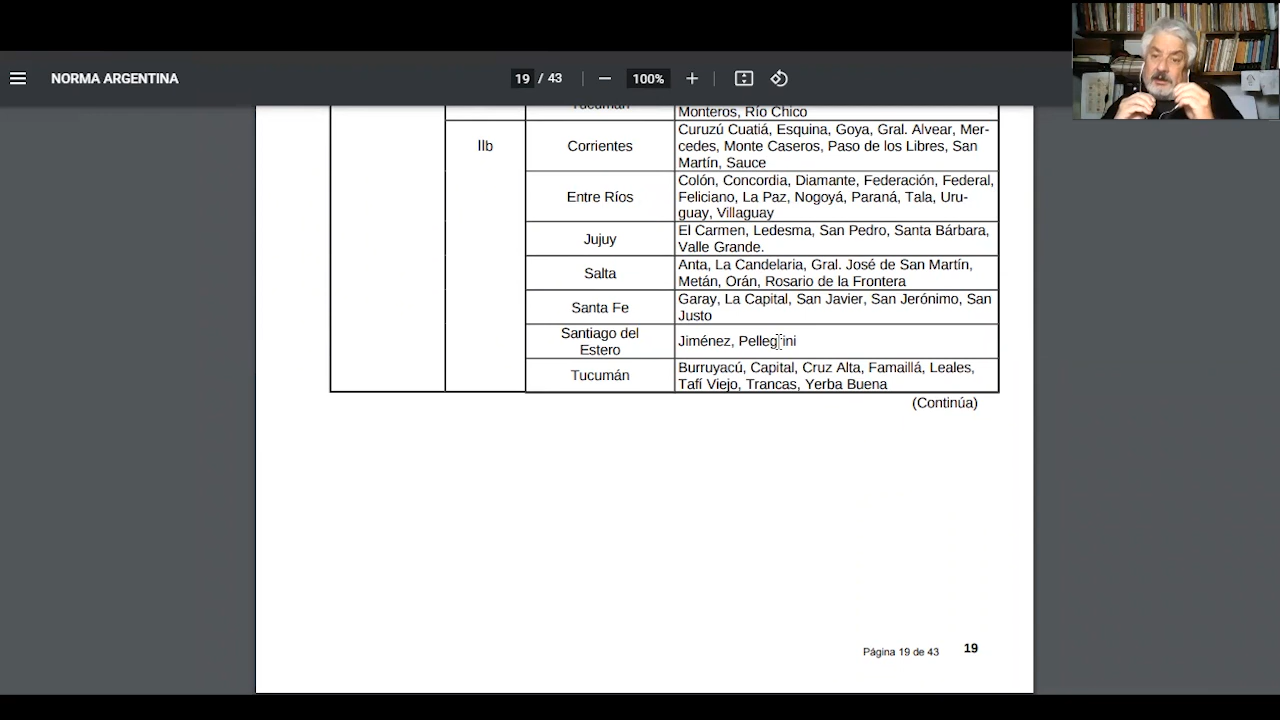 NORMA ARGENTINA
19 / 43
100%
Tucumán
Monteros, Río Chico
IIb
Corrientes
Curuzú Cuatiá, Esquina, Goya, Gral. Alvear, Mer-
cedes, Monte Caseros, Paso de los Libres, San
Martín, Sauce
Entre Ríos
Colón, Concordia, Diamante, Federación, Federal,
Feliciano, La Paz, Nogoyá, Paraná, Tala, Uru-
guay, Villaguay
Jujuy
El Carmen, Ledesma, San Pedro, Santa Bárbara,
Valle Grande.
Salta
Anta, La Candelaria, Gral. José de San Martín,
Metán, Orán, Rosario de la Frontera
Santa Fe
Garay, La Capital, San Javier, San Jerónimo, San
Justo
Santiago del
Estero
Jiménez, Pellegrini
Tucumán
Burruyacú, Capital, Cruz Alta, Famaillá, Leales,
Tafí Viejo, Trancas, Yerba Buena
(Continúa)
Página 19 de 43
19